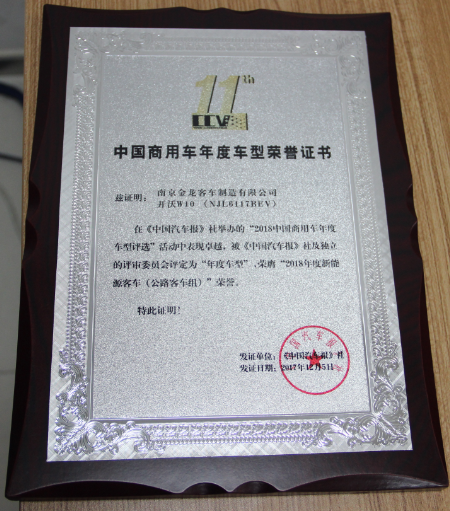 11th
CCV
中国商用车年度车型荣誉证书
兹证明：南京金龙客车制造有限公司
开沃W10（NJL6117BEV）
在《中国汽车报》社举办的“2018中国商用车年度
车型评选”活动中表现卓越，被《中国汽车报》社及独立
的评审委员会评定为“年度车型”、荣膺“2018年度新能
源客车（公路客车组）”荣誉。
特此证明！
发证单位：《中国汽车报》社
发证日期：2017年12月5日